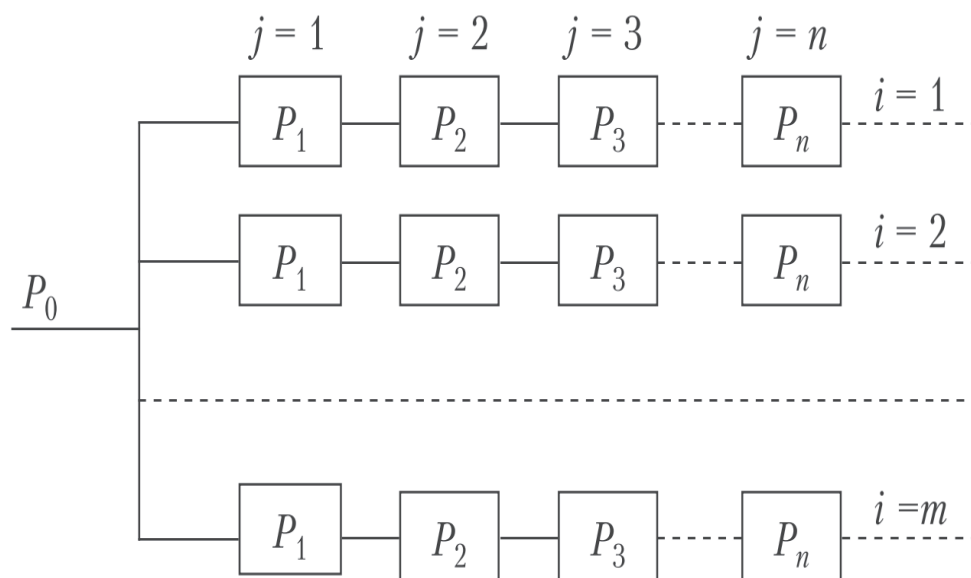 j = 1 j = 2 j = 3 j = n
P₁ P₂ P₃ Pₙ i = 1
P₁ P₂ P₃ Pₙ i = 2
P₀
P₁ P₂ P₃ Pₙ i =m